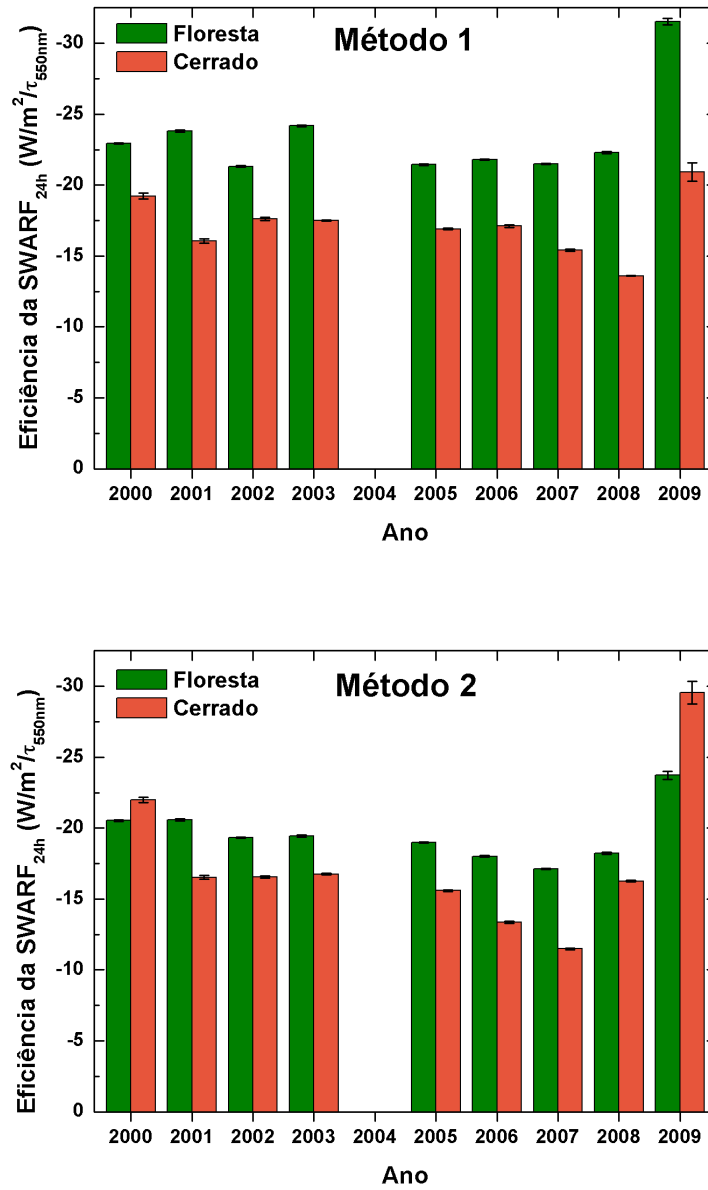 Método 1
Floresta
Cerrado
Eficiência da SWARF24h (W/m²/τ550nm)
-30
-25
-20
-15
-10
-5
0
2000 2001 2002 2003 2004 2005 2006 2007 2008 2009
Ano
Método 2
Floresta
Cerrado
Eficiência da SWARF24h (W/m²/τ550nm)
-30
-25
-20
-15
-10
-5
0
2000 2001 2002 2003 2004 2005 2006 2007 2008 2009
Ano